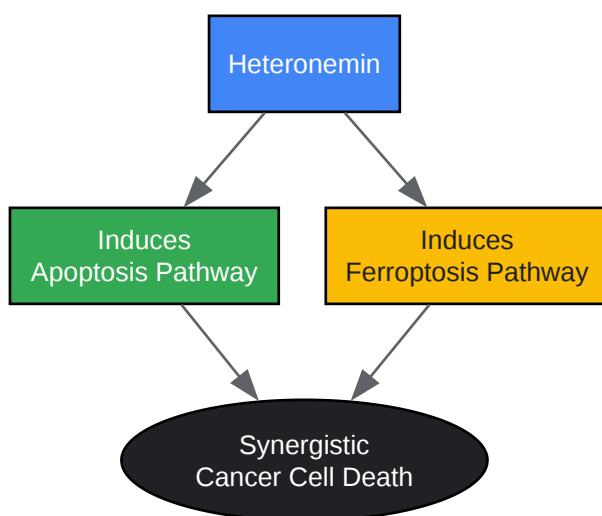 Heteronemin
Induces
Apoptosis Pathway
Induces
Ferroptosis Pathway
Synergistic
Cancer Cell Death